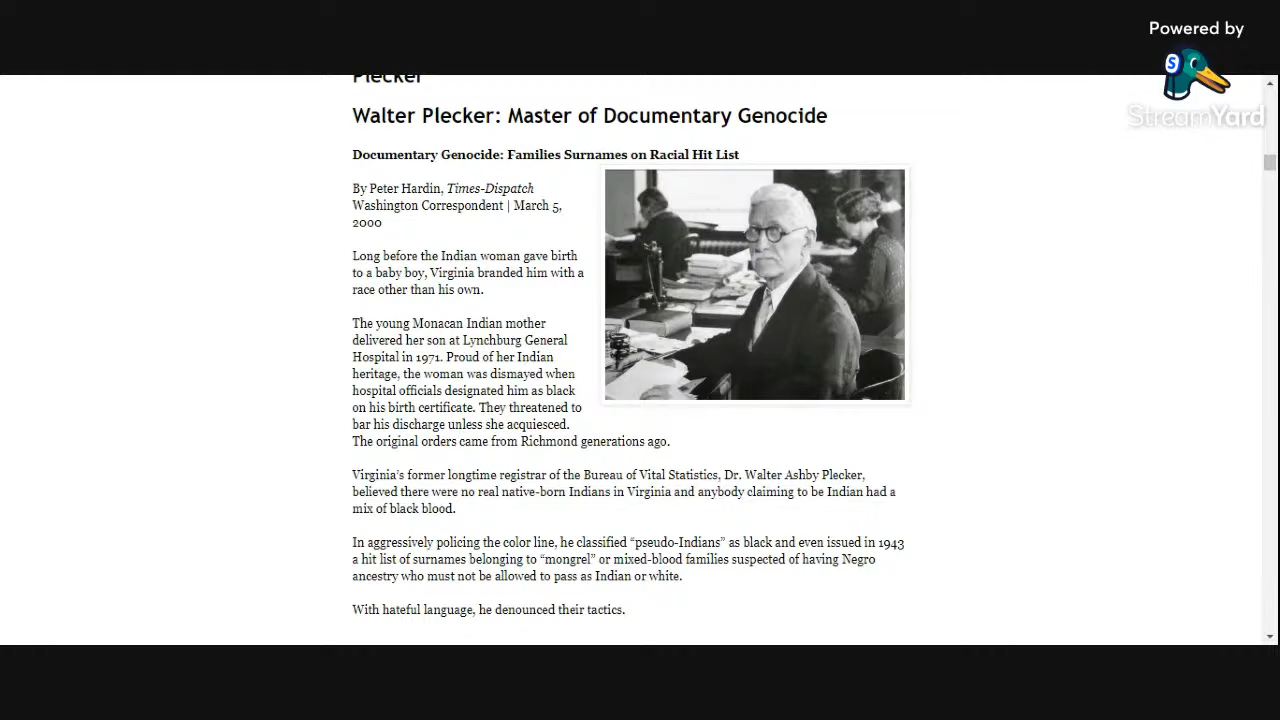 Powered by
S
StreamYard
Plecker
Walter Plecker: Master of Documentary Genocide
Documentary Genocide: Families Surnames on Racial Hit List
By Peter Hardin, Times-Dispatch
Washington Correspondent | March 5,
2000
Long before the Indian woman gave birth
to a baby boy, Virginia branded him with a
race other than his own.
The young Monacan Indian mother
delivered her son at Lynchburg General
Hospital in 1971. Proud of her Indian
heritage, the woman was dismayed when
hospital officials designated him as black
on his birth certificate. They threatened to
bar his discharge unless she acquiesced.
The original orders came from Richmond generations ago.
Virginia’s former longtime registrar of the Bureau of Vital Statistics, Dr. Walter Ashby Plecker,
believed there were no real native-born Indians in Virginia and anybody claiming to be Indian had a
mix of black blood.
In aggressively policing the color line, he classified “pseudo-Indians” as black and even issued in 1943
a hit list of surnames belonging to “mongrel” or mixed-blood families suspected of having Negro
ancestry who must not be allowed to pass as Indian or white.
With hateful language, he denounced their tactics.